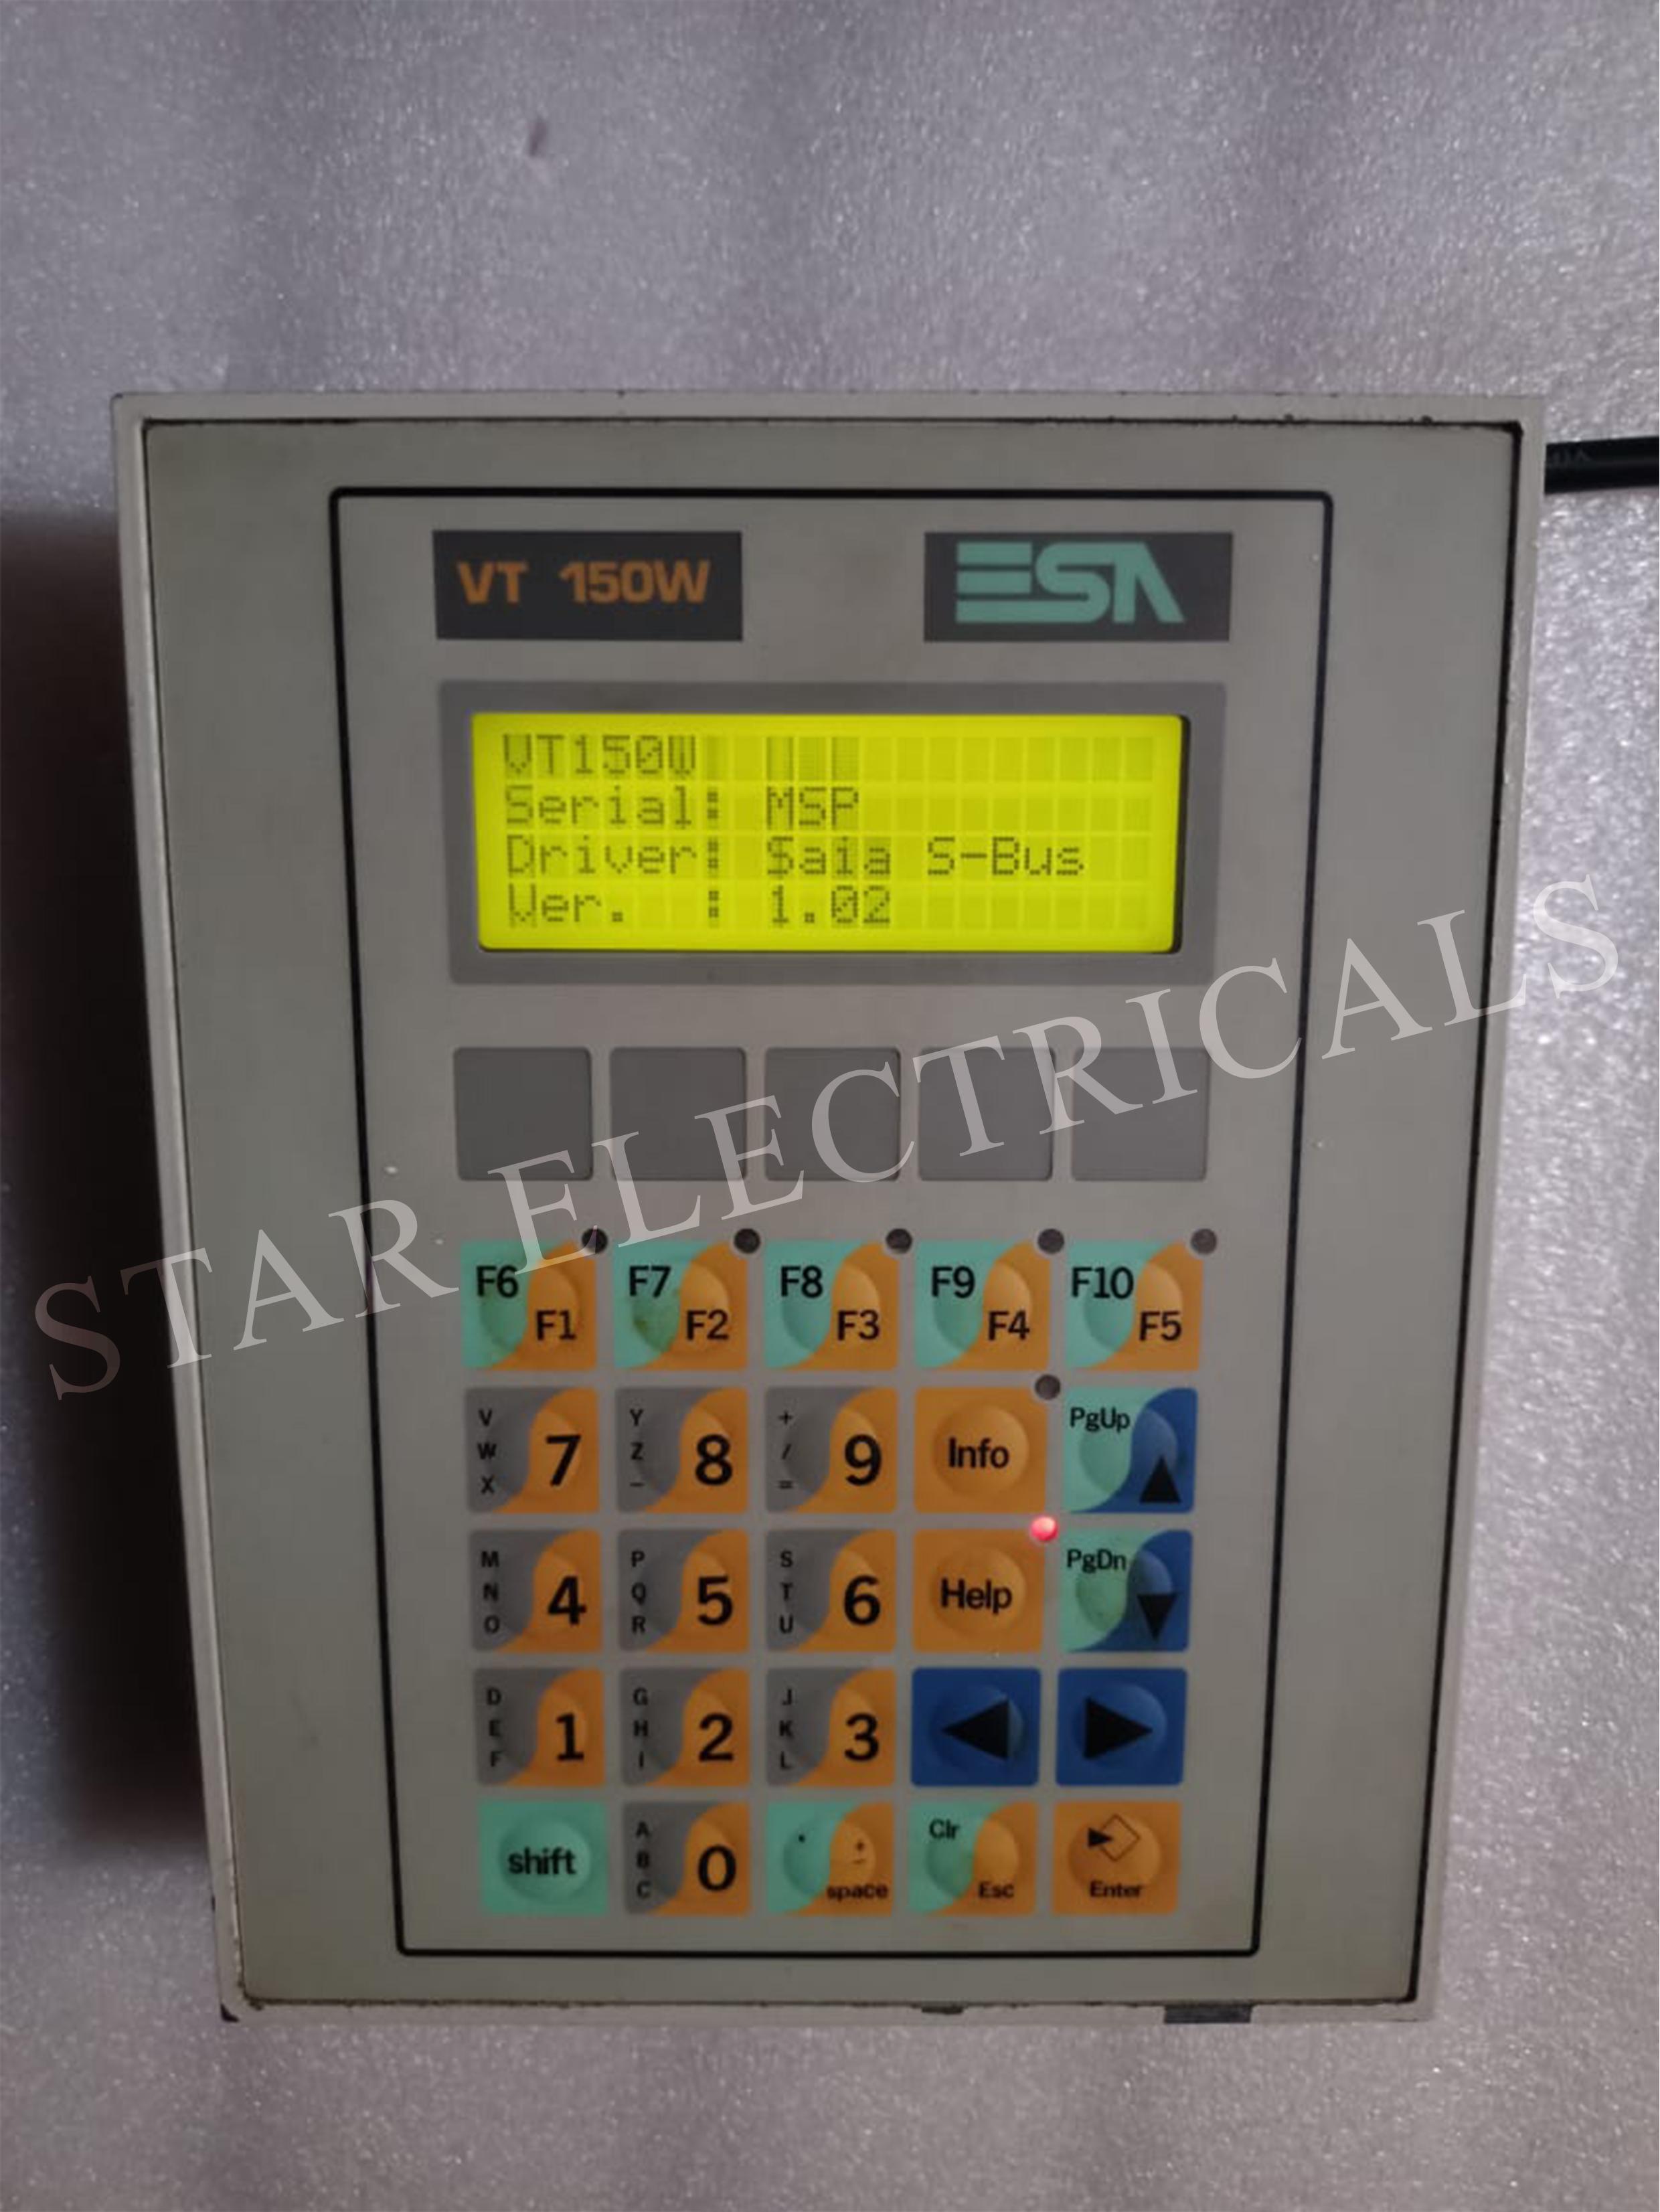 VT 150W
ESA
VT150W
Serial: MSP
Driver: Saia S-Bus
Ver. : 1.02
STAR ELECTRICALS
F6 F1 F7 F2 F8 F3 F9 F4 F10 F5
V W X 7 Y Z - 8 + / = 9 Info PgUp
M N O 4 P Q R 5 S T U 6 Help PgDn
D E F 1 G H I 2 J K L 3
shift A B C 0 . ± space Clr Esc Enter